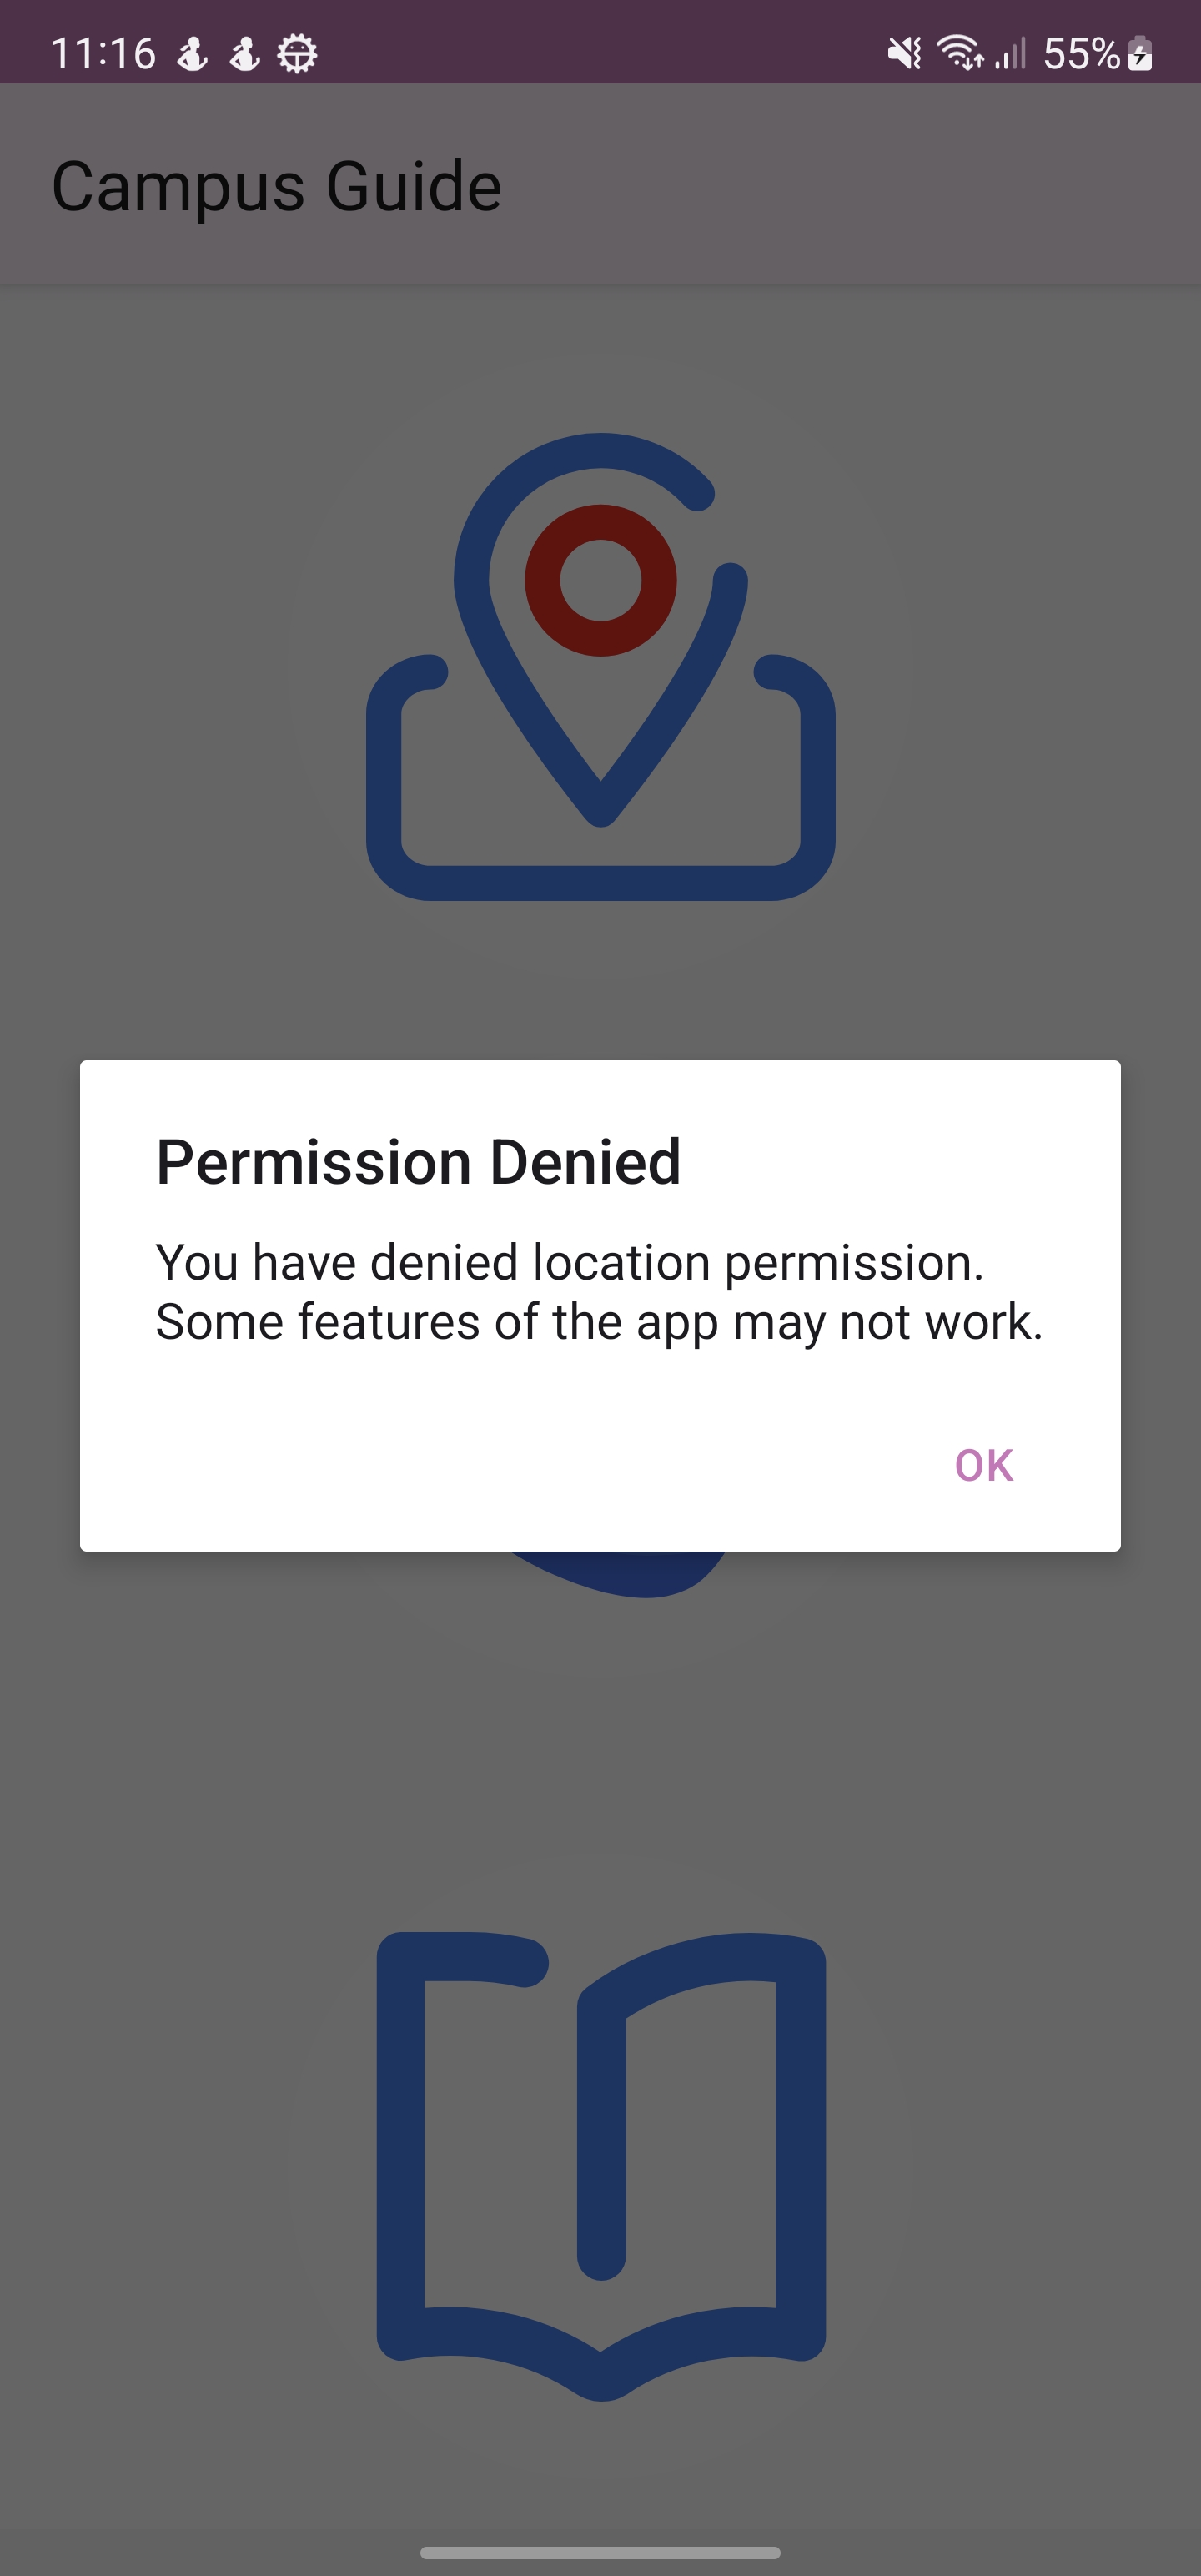 11:16
55%
Campus Guide
Permission Denied
You have denied location permission.
Some features of the app may not work.
OK